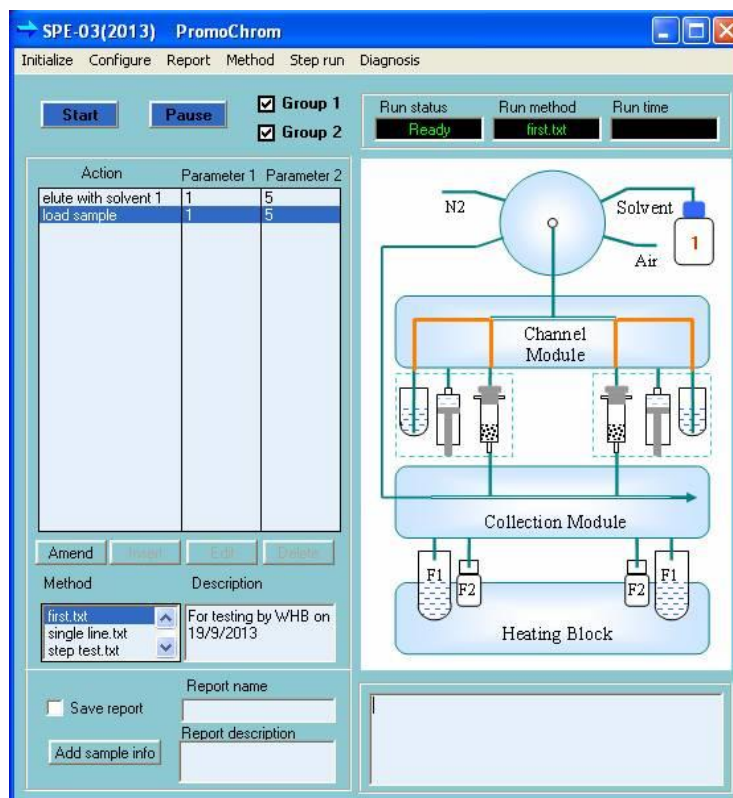 SPE-03(2013) PromoChrom
Initialize Configure Report Method Step run Diagnosis
Start Pause
Group 1
Group 2
Run status Run method Run time
Ready first.txt
Action Parameter 1 Parameter 2
elute with solvent 1 1 5
load sample 1 5
N2 Solvent
1
Air
Channel
Module
Collection Module
F1 F2 F2 F1
Heating Block
Amend Insert Edit Delete
Method Description
first.txt
single line.txt
step test.txt
For testing by WHB on
19/9/2013
Save report
Report name
Add sample info
Report description